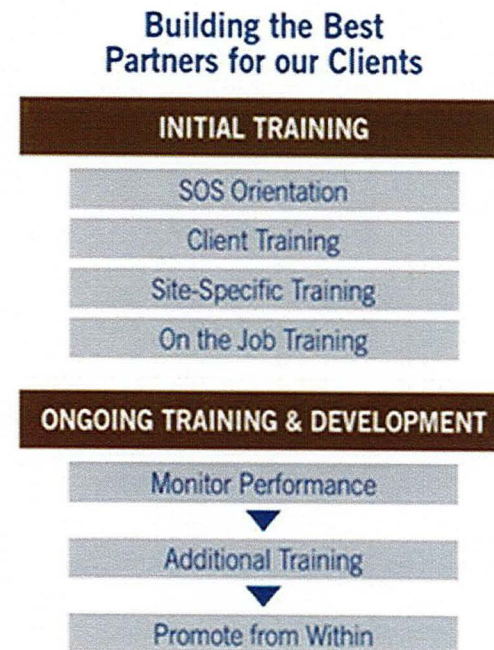 Building the Best
Partners for our Clients
INITIAL TRAINING
SOS Orientation
Client Training
Site-Specific Training
On the Job Training
ONGOING TRAINING & DEVELOPMENT
Monitor Performance
Additional Training
Promote from Within